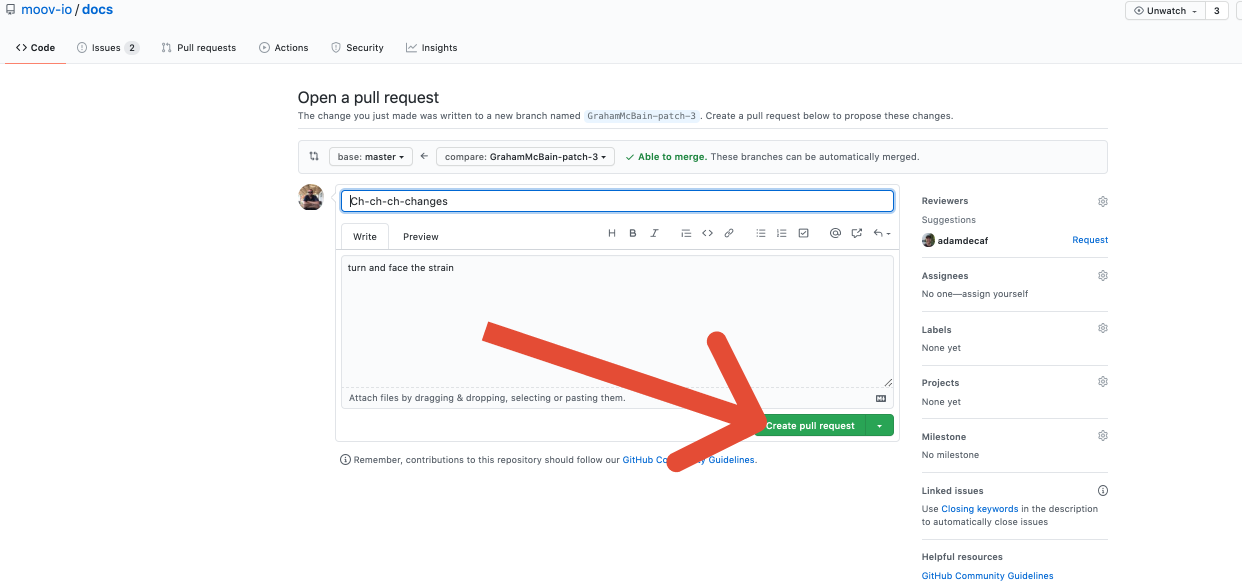 moov-io / docs
Unwatch 3
Code Issues 2 Pull requests Actions Security Insights
Open a pull request
The change you just made was written to a new branch named GrahamMcBain-patch-3 . Create a pull request below to propose these changes.
base: master compare: GrahamMcBain-patch-3 Able to merge. These branches can be automatically merged.
Ch-ch-ch-changes
Write Preview
turn and face the strain
Attach files by dragging & dropping, selecting or pasting them.
Create pull request
Remember, contributions to this repository should follow our GitHub Guidelines.
Reviewers
Suggestions
adamdecaf Request
Assignees
No one—assign yourself
Labels
None yet
Projects
None yet
Milestone
No milestone
Linked issues
Use Closing keywords in the description
to automatically close issues
Helpful resources
GitHub Community Guidelines